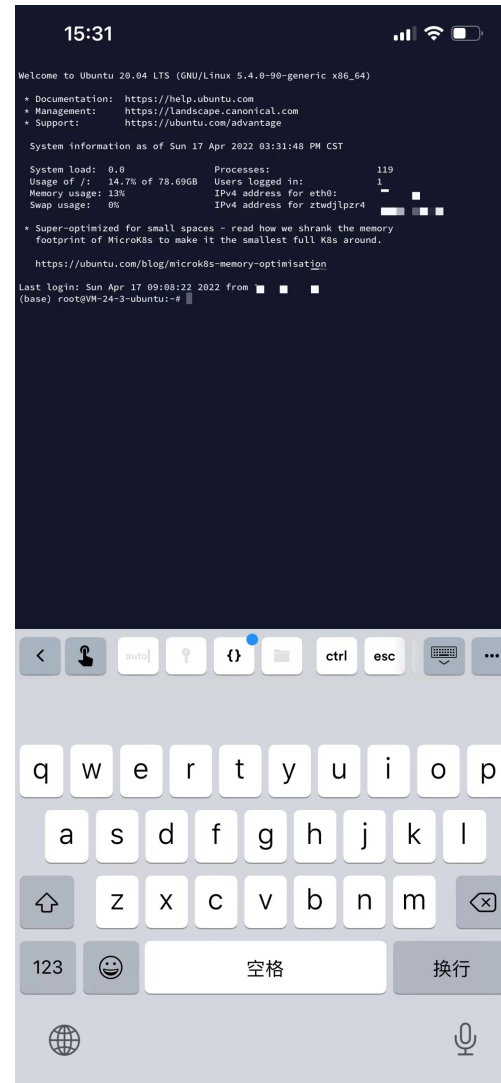 15:31
Welcome to Ubuntu 20.04 LTS (GNU/Linux 5.4.0-90-generic x86_64)
* Documentation: https://help.ubuntu.com
* Management: https://landscape.canonical.com
* Support: https://ubuntu.com/advantage
System information as of Sun 17 Apr 2022 03:31:48 PM CST
System load: 0.0 Processes: 119
Usage of /: 14.7% of 78.69GB Users logged in: 1
Memory usage: 13% IPv4 address for eth0:
Swap usage: 0% IPv4 address for ztwdjlpzr4
* Super-optimized for small spaces - read how we shrank the memory
footprint of MicroK8s to make it the smallest full K8s around.
https://ubuntu.com/blog/microk8s-memory-optimisation
Last login: Sun Apr 17 09:08:22 2022 from
(base) root@VM-24-3-ubuntu:~#
auto {} ctrl esc
q w e r t y u i o p
a s d f g h j k l
z x c v b n m
123 空格 换行